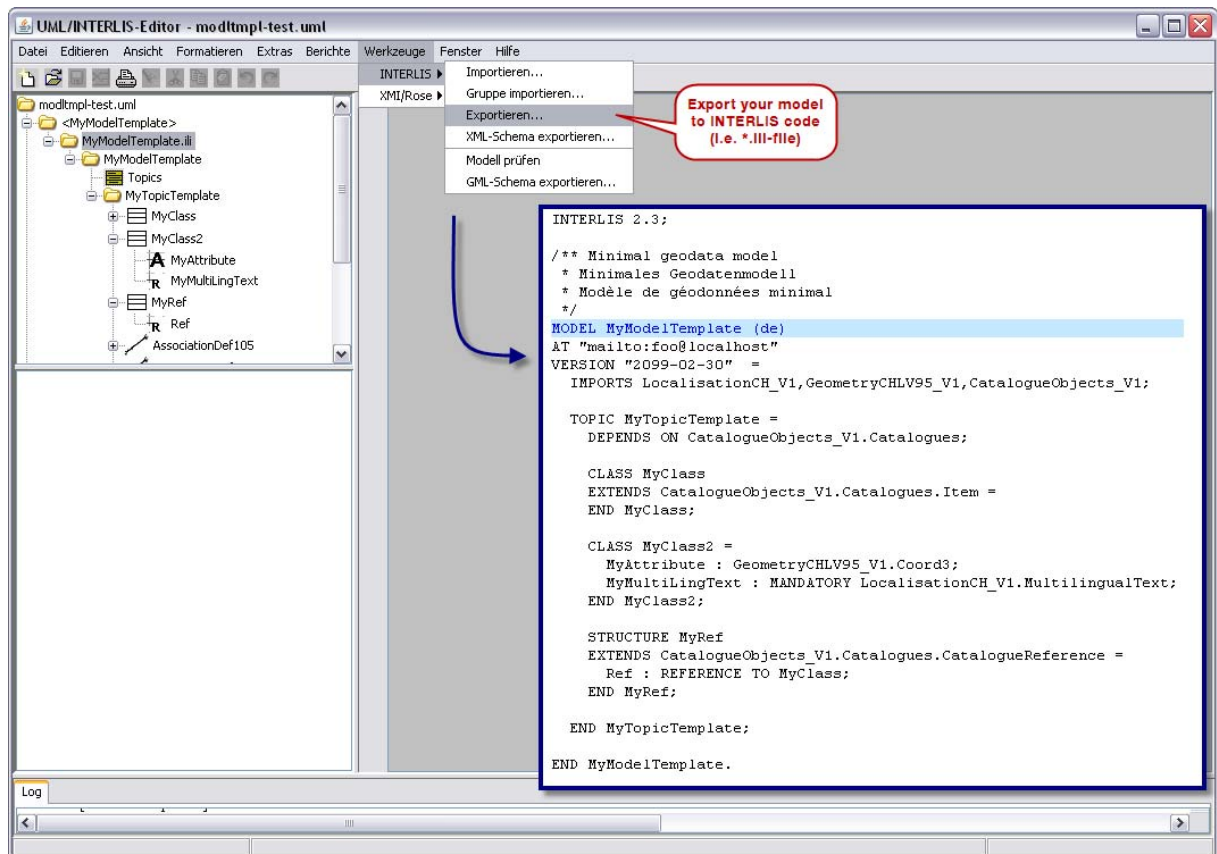 UML/INTERLIS-Editor - modltmpl-test.uml
Datei Editieren Ansicht Formatieren Extras Berichte Werkzeuge Fenster Hilfe
INTERLIS
XMI/Rose
Importieren...
Gruppe importieren...
Exportieren...
XML-Schema exportieren...
Modell prüfen
GML-Schema exportieren...
Export your model
to INTERLIS code
(i.e. *.ili-file)
modltmpl-test.uml
<MyModelTemplate>
MyModelTemplate.ili
MyModelTemplate
Topics
MyTopicTemplate
MyClass
MyClass2
MyAttribute
MyMultiLingText
MyRef
Ref
AssociationDef105
INTERLIS 2.3;
/** Minimal geodata model
* Minimales Geodatenmodell
* Modèle de géodonnées minimal
*/
MODEL MyModelTemplate (de)
AT "mailto:foo@localhost"
VERSION "2099-02-30" =
IMPORTS LocalisationCH_V1,GeometryCHLV95_V1,CatalogueObjects_V1;
TOPIC MyTopicTemplate =
DEPENDS ON CatalogueObjects_V1.Catalogues;
CLASS MyClass
EXTENDS CatalogueObjects_V1.Catalogues.Item =
END MyClass;
CLASS MyClass2 =
MyAttribute : GeometryCHLV95_V1.Coord3;
MyMultiLingText : MANDATORY LocalisationCH_V1.MultilingualText;
END MyClass2;
STRUCTURE MyRef
EXTENDS CatalogueObjects_V1.Catalogues.CatalogueReference =
Ref : REFERENCE TO MyClass;
END MyRef;
END MyTopicTemplate;
END MyModelTemplate.
Log